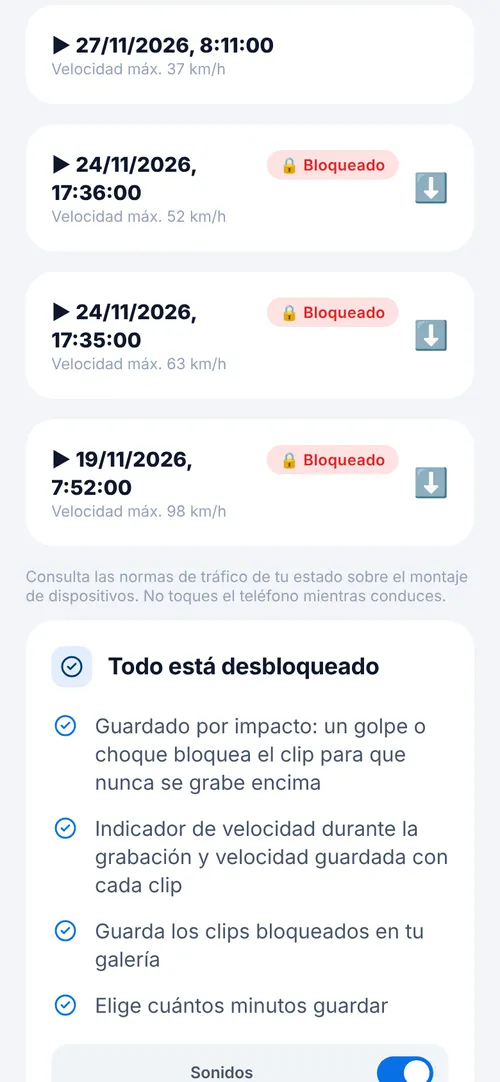 ▶ 27/11/2026, 8:11:00
Velocidad máx. 37 km/h
▶ 24/11/2026,
17:36:00
🔒 Bloqueado
⬇️
Velocidad máx. 52 km/h
▶ 24/11/2026,
17:35:00
🔒 Bloqueado
⬇️
Velocidad máx. 63 km/h
▶ 19/11/2026,
7:52:00
🔒 Bloqueado
⬇️
Velocidad máx. 98 km/h
Consulta las normas de tráfico de tu estado sobre el montaje
de dispositivos. No toques el teléfono mientras conduces.
Todo está desbloqueado
Guardado por impacto: un golpe o
choque bloquea el clip para que
nunca se grabe encima
Indicador de velocidad durante la
grabación y velocidad guardada con
cada clip
Guarda los clips bloqueados en tu
galería
Elige cuántos minutos guardar
Sonidos